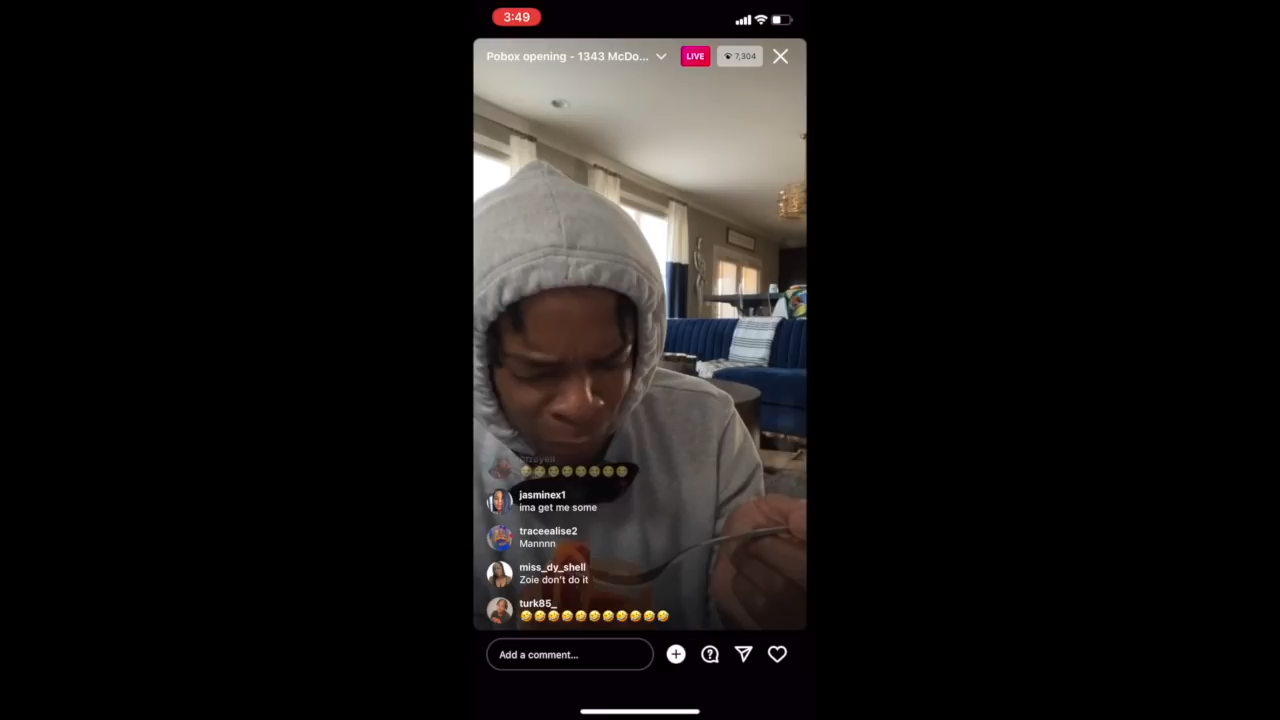 3:49
Pobox opening - 1343 McDo...
LIVE
7,304
jasminex1
ima get me some
traceealise2
Mannnn
miss_dy_shell
Zoie don't do it
turk85_
Add a comment...